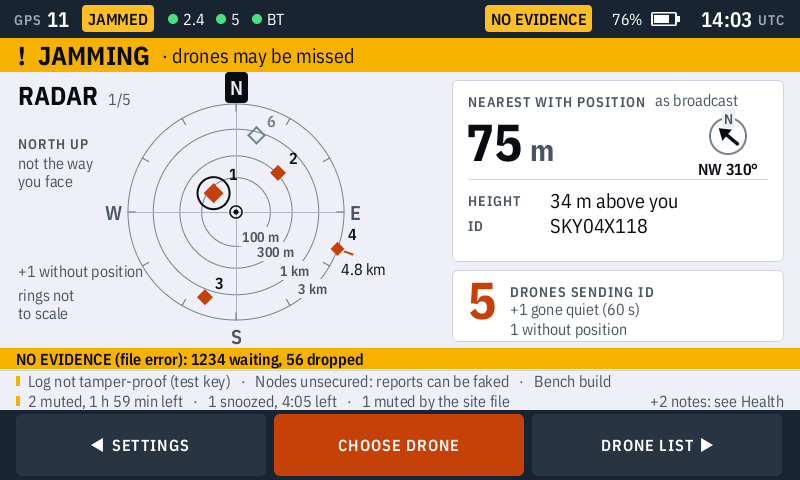 GPS 11 JAMMED 2.4 5 BT NO EVIDENCE 76% 14:03 UTC
! JAMMING · drones may be missed
RADAR 1/5
N
NORTH UP
not the way
you face
6
2
1
W
E
4
100 m
300 m
1 km
3 km
4.8 km
3
S
+1 without position
rings not
to scale
NEAREST WITH POSITION as broadcast
75 m
N
NW 310°
HEIGHT 34 m above you
ID SKY04X118
5 DRONES SENDING ID
+1 gone quiet (60 s)
1 without position
NO EVIDENCE (file error): 1234 waiting, 56 dropped
Log not tamper-proof (test key) · Nodes unsecured: reports can be faked · Bench build
2 muted, 1 h 59 min left · 1 snoozed, 4:05 left · 1 muted by the site file +2 notes: see Health
◀ SETTINGS
CHOOSE DRONE
DRONE LIST ▶